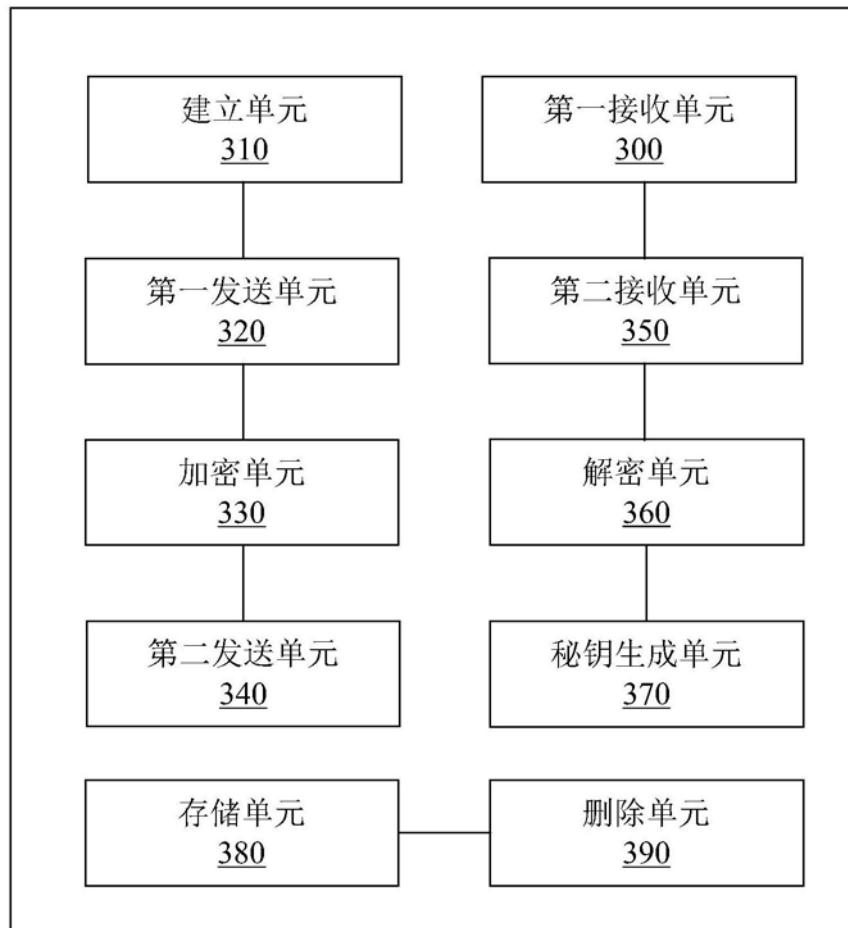 建立单元
310
第一接收单元
300
第一发送单元
320
第二接收单元
350
加密单元
330
解密单元
360
第二发送单元
340
秘钥生成单元
370
存储单元
380
删除单元
390